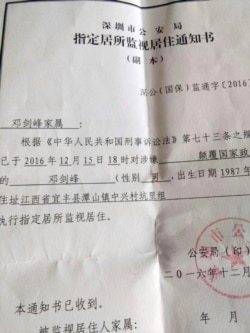 深圳市公安局
指定居所监视居住通知书
(副本)
公(国保)监通字〔2016
邓剑峰家属:
根据《中华人民共和国刑事诉讼法》第七十三条之规
已于2016年12月15日18时对涉嫌 颠覆国家政
的 邓剑峰 (性别 男,出生日期1987年
住址江西省宜丰县潭山镇中兴村坑里组
执行指定居所监视居住。
公安局(印)
二〇一六年十二月
本通知书已收到。
被监视居住人家属:
年 月